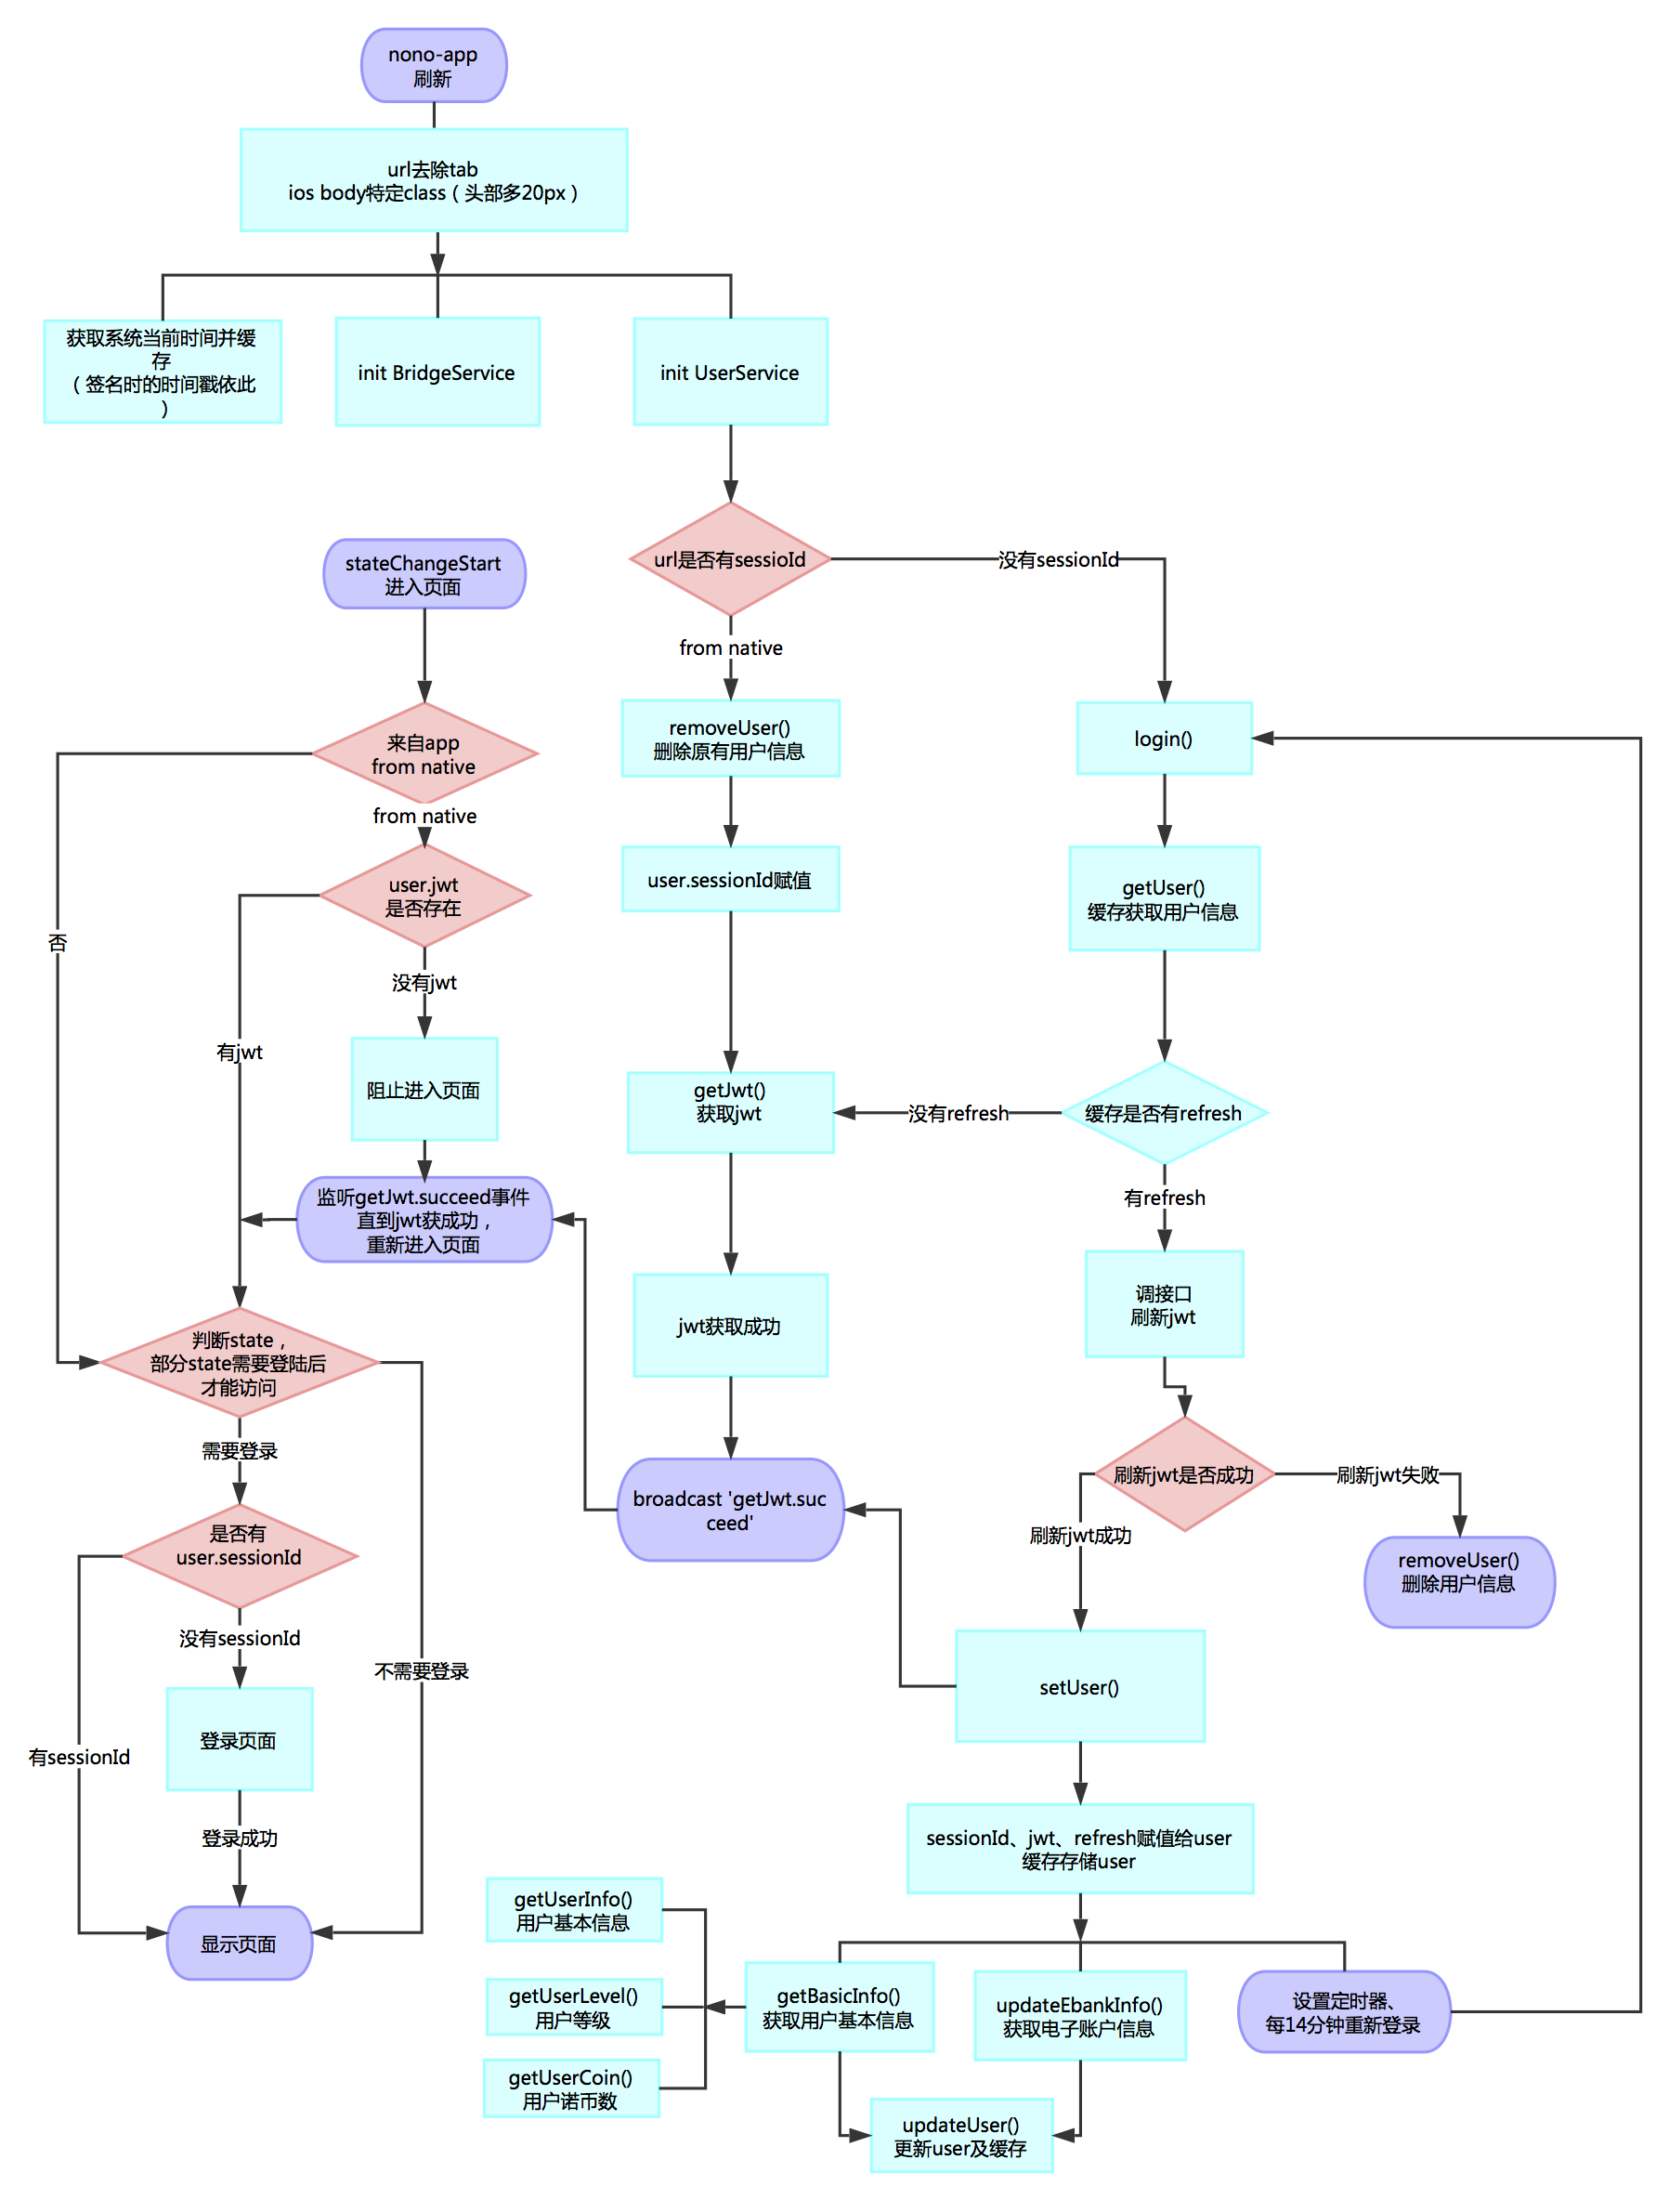 nono-app
刷新
url去除tab
ios body特定class（头部多20px）
获取系统当前时间并缓
存
（签名时的时间戳依此
）
init BridgeService
init UserService
url是否有sessioId
没有sessionId
from native
removeUser()
删除原有用户信息
user.sessionId赋值
getJwt()
获取jwt
jwt获取成功
broadcast 'getJwt.suc
ceed'
login()
getUser()
缓存获取用户信息
缓存是否有refresh
没有refresh
有refresh
调接口
刷新jwt
刷新jwt是否成功
刷新jwt失败
removeUser()
删除用户信息
刷新jwt成功
setUser()
sessionId、jwt、refresh赋值给user
缓存存储user
getBasicInfo()
获取用户基本信息
updateEbankInfo()
获取电子账户信息
设置定时器、
每14分钟重新登录
getUserInfo()
用户基本信息
getUserLevel()
用户等级
getUserCoin()
用户诺币数
updateUser()
更新user及缓存
stateChangeStart
进入页面
来自app
from native
from native
否
user.jwt
是否存在
有jwt
没有jwt
阻止进入页面
监听getJwt.succeed事件
直到jwt获成功，
重新进入页面
判断state，
部分state需要登陆后
才能访问
需要登录
不需要登录
是否有
user.sessionId
没有sessionId
有sessionId
登录页面
登录成功
显示页面